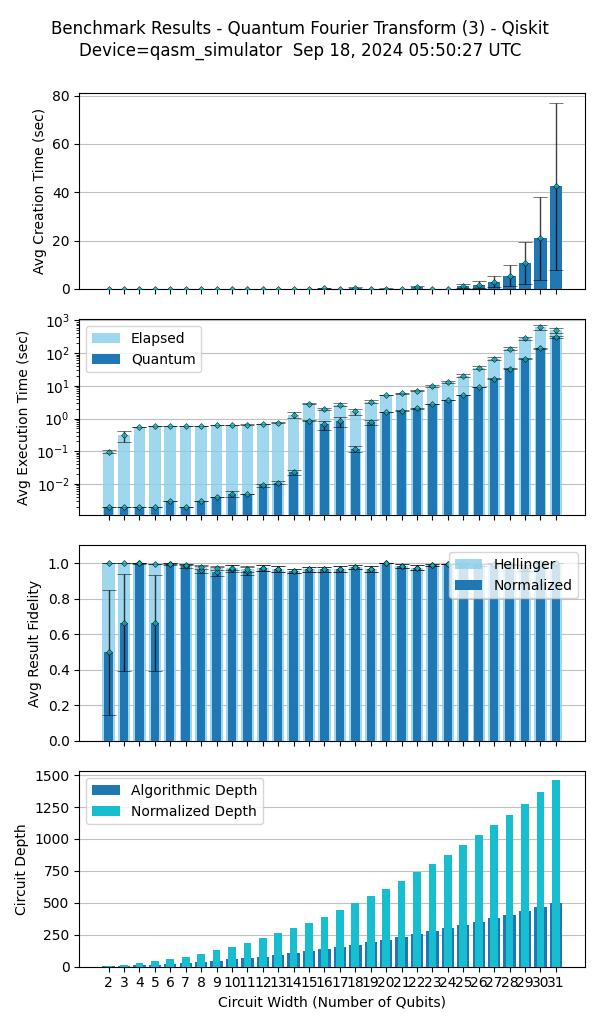 Benchmark Results - Quantum Fourier Transform (3) - Qiskit
Device=qasm_simulator  Sep 18, 2024 05:50:27 UTC
Avg Creation Time (sec)
80
60
40
20
0
Avg Execution Time (sec)
10³
10²
10¹
10⁰
10⁻¹
10⁻²
Elapsed
Quantum
Avg Result Fidelity
1.0
0.8
0.6
0.4
0.2
0.0
Hellinger
Normalized
Circuit Depth
1500
1250
1000
750
500
250
0
Algorithmic Depth
Normalized Depth
2 3 4 5 6 7 8 9 10 11 12 13 14 15 16 17 18 19 20 21 22 23 24 25 26 27 28 29 30 31
Circuit Width (Number of Qubits)